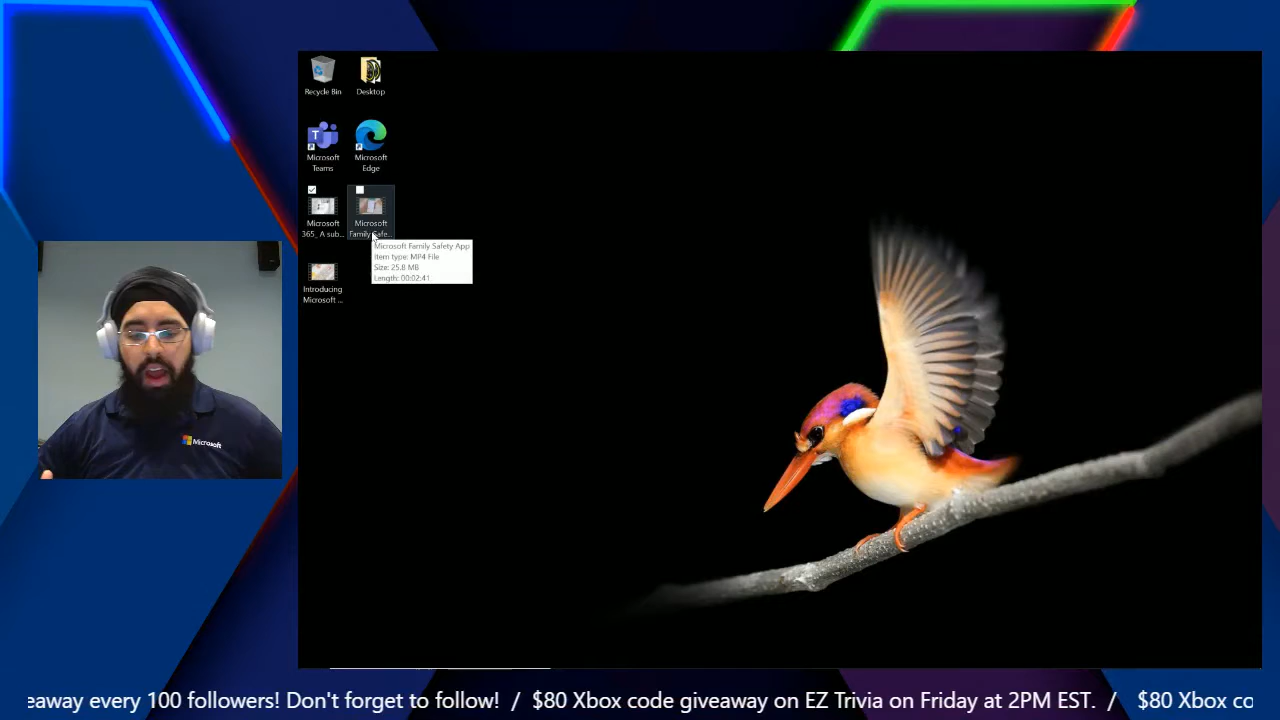 Recycle Bin
Desktop
Microsoft
Teams
Microsoft
Edge
Microsoft
365_ A sub...
Microsoft
Family Safe...
Microsoft Family Safety App
Item type: MP4 File
Size: 25.8 MB
Length: 00:02:41
Introducing
Microsoft ...
Microsoft
eaway every 100 followers! Don't forget to follow! / $80 Xbox code giveaway on EZ Trivia on Friday at 2PM EST. / $80 Xbox co